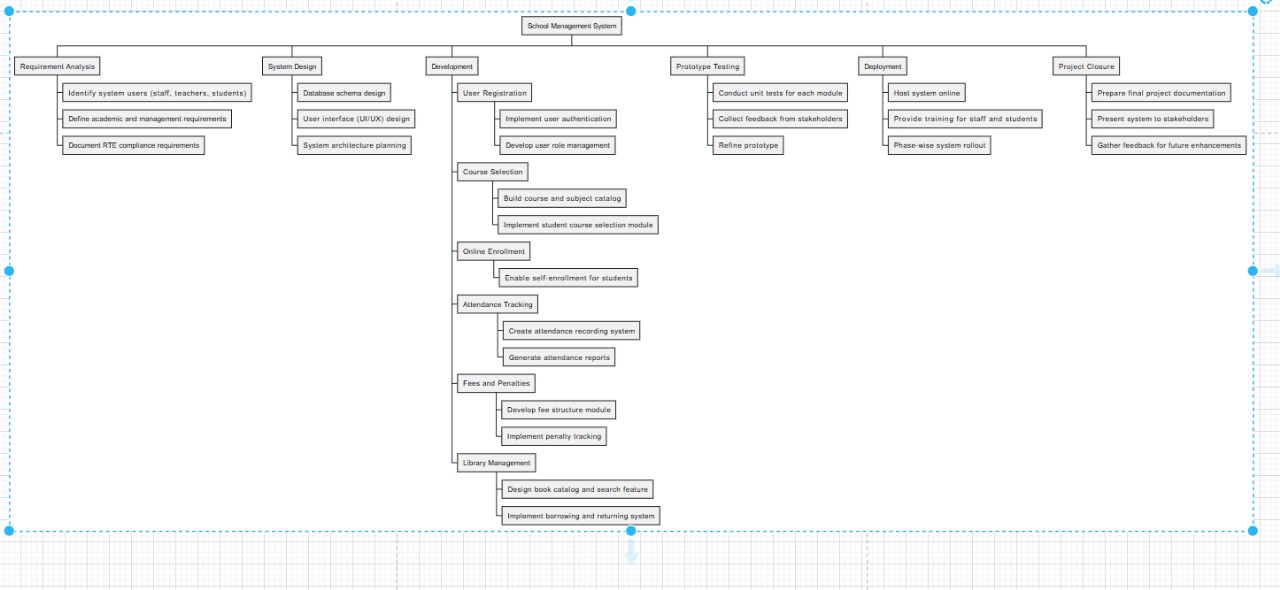 School Management System
Requirement Analysis
Identify system users (staff, teachers, students)
Define academic and management requirements
Document RTE compliance requirements
System Design
Database schema design
User interface (UI/UX) design
System architecture planning
Development
User Registration
Implement user authentication
Develop user role management
Course Selection
Build course and subject catalog
Implement student course selection module
Online Enrollment
Enable self-enrollment for students
Attendance Tracking
Create attendance recording system
Generate attendance reports
Fees and Penalties
Develop fee structure module
Implement penalty tracking
Library Management
Design book catalog and search feature
Implement borrowing and returning system
Prototype Testing
Conduct unit tests for each module
Collect feedback from stakeholders
Refine prototype
Deployment
Host system online
Provide training for staff and students
Phase-wise system rollout
Project Closure
Prepare final project documentation
Present system to stakeholders
Gather feedback for future enhancements